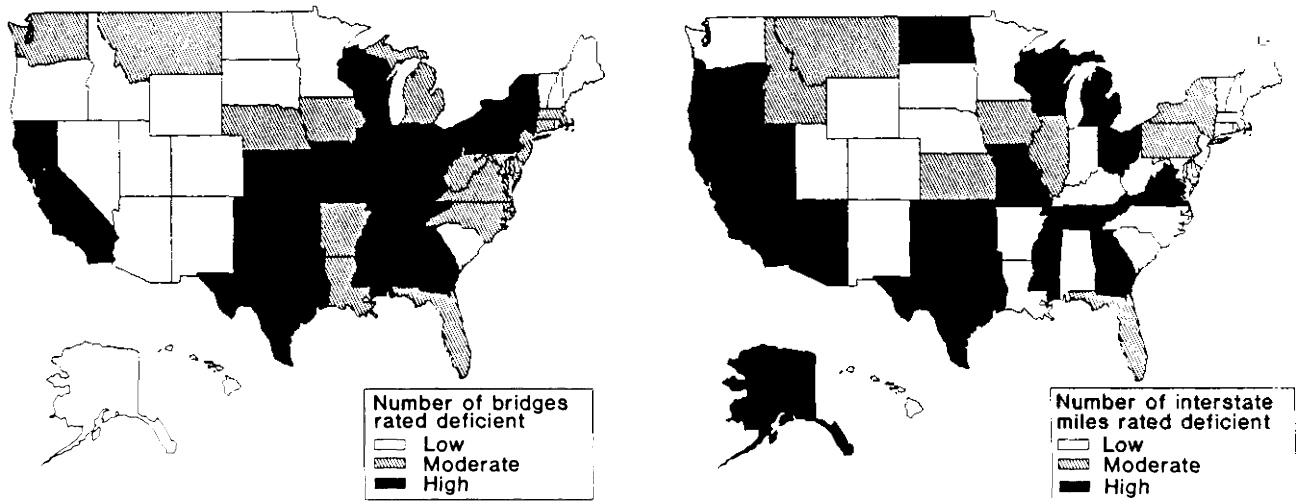 Number of bridges
rated deficient
Low
Moderate
High
Number of interstate
miles rated deficient
Low
Moderate
High